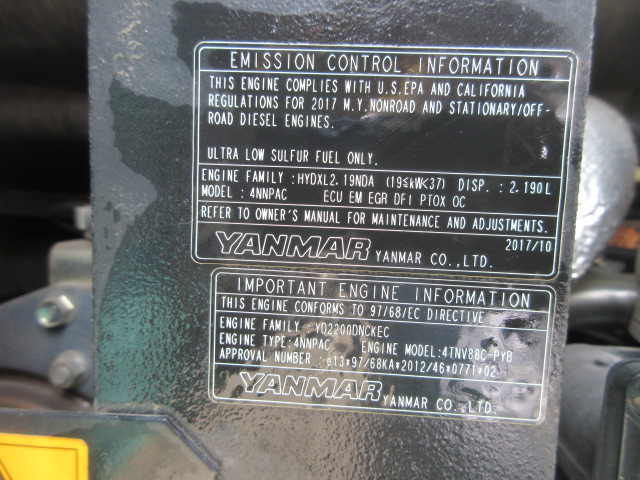 EMISSION CONTROL INFORMATION
THIS ENGINE COMPLIES WITH U.S.EPA AND CALIFORNIA
REGULATIONS FOR 2017 M.Y.NONROAD AND STATIONARY/OFF-
ROAD DIESEL ENGINES.
ULTRA LOW SULFUR FUEL ONLY.
ENGINE FAMILY :HYDXL2.19NDA (19≤kW<37) DISP.:2.190L
MODEL : 4NNPAC ECU EM EGR DFI PTOX OC
REFER TO OWNER'S MANUAL FOR MAINTENANCE AND ADJUSTMENTS.
2017/10
YANMAR YANMAR CO.,LTD.
IMPORTANT ENGINE INFORMATION
THIS ENGINE CONFORMS TO 97/68/EC DIRECTIVE
ENGINE FAMILY :YD2200DNCKEC
ENGINE TYPE:4NNPAC ENGINE MODEL:4TNV88C-PYB
APPROVAL NUMBER :e13*97/68KA*2012/46*0771*02
YANMAR YANMAR CO.,LTD.